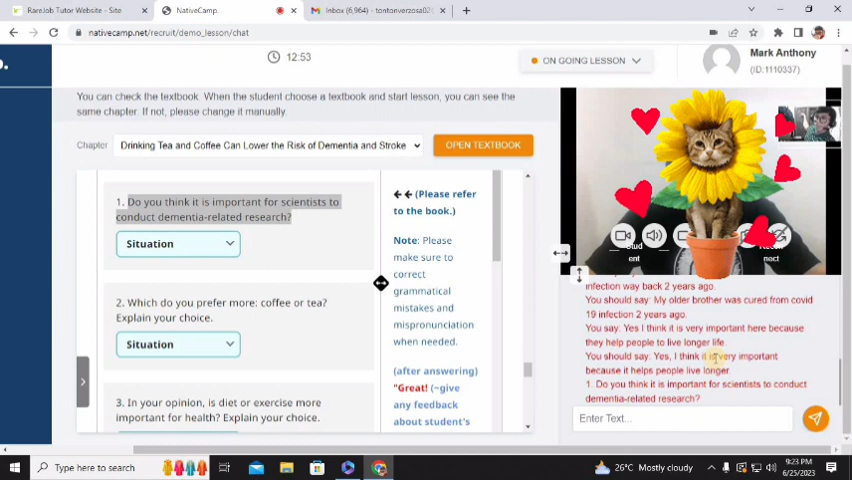 RareJob Tutor Website - Site
NativeCamp.
Inbox (6,964) - tontonverzosa02
nativecamp.net/recruit/demo_lesson/chat
12:53
ON GOING LESSON
Mark Anthony
(ID:1110337)
You can check the textbook. When the student choose a textbook and start lesson, you can see the
same chapter. If not, please change it manually.
Chapter
Drinking Tea and Coffee Can Lower the Risk of Dementia and Stroke
OPEN TEXTBOOK
1. Do you think it is important for scientists to
conduct dementia-related research?
Situation
2. Which do you prefer more: coffee or tea?
Explain your choice.
Situation
3. In your opinion, is diet or exercise more
important for health? Explain your choice.
(Please refer
to the book.)
Note: Please
make sure to
correct
grammatical
mistakes and
mispronunciation
when needed.
(after answering)
"Great! (~give
any feedback
about student's
Stud
ent
nect
infection way back 2 years ago.
You should say: My older brother was cured from covid
19 infection 2 years ago.
You say: Yes I think it is very important here because
they help people to live longer life.
You should say: Yes, I think it is very important
because it helps people live longer.
1. Do you think it is important for scientists to conduct
dementia-related research?
Enter Text...
Type here to search
26°C Mostly cloudy
9:23 PM
6/25/2023